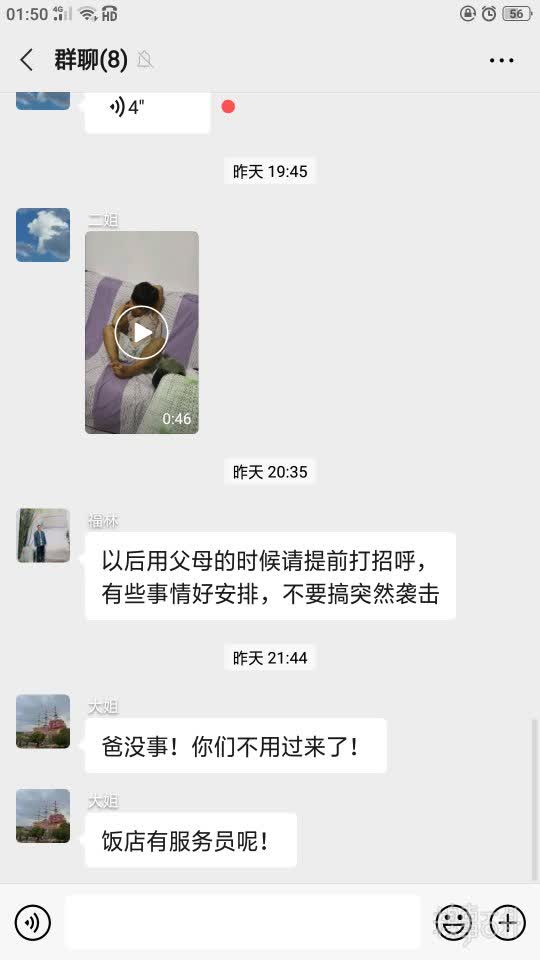 01:50 4G HD 56
群聊(8)
4"
昨天 19:45
二姐
0:46
昨天 20:35
福林
以后用父母的时候请提前打招呼，
有些事情好安排，不要搞突然袭击
昨天 21:44
大姐
爸没事！你们不用过来了！
大姐
饭店有服务员呢！